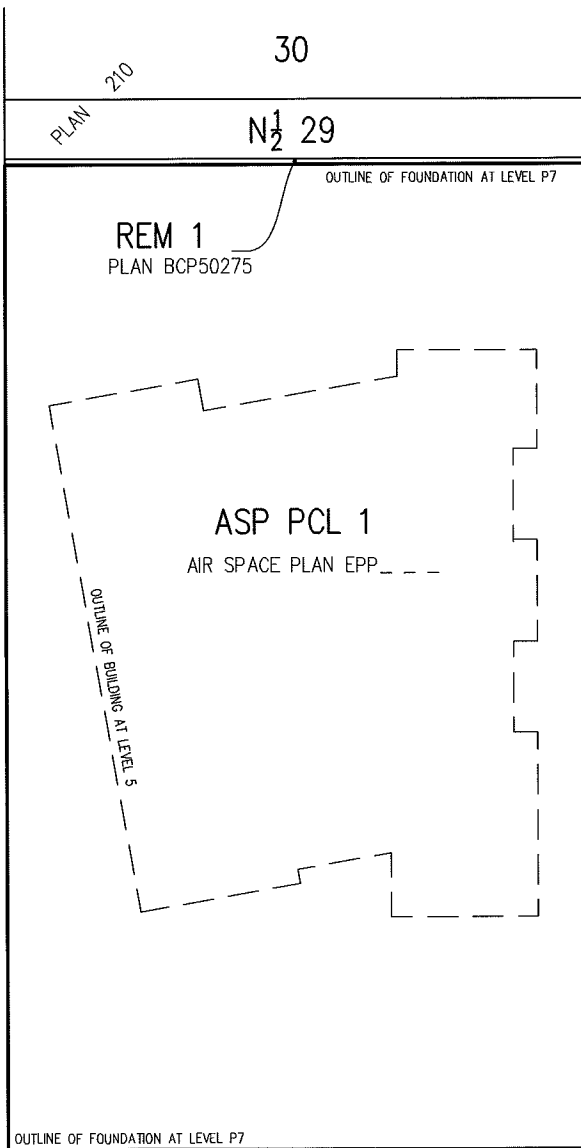 30
PLAN 210
N½ 29
OUTLINE OF FOUNDATION AT LEVEL P7
REM 1
PLAN BCP50275
ASP PCL 1
AIR SPACE PLAN EPP_ _ _
OUTLINE OF BUILDING AT LEVEL 5
OUTLINE OF FOUNDATION AT LEVEL P7